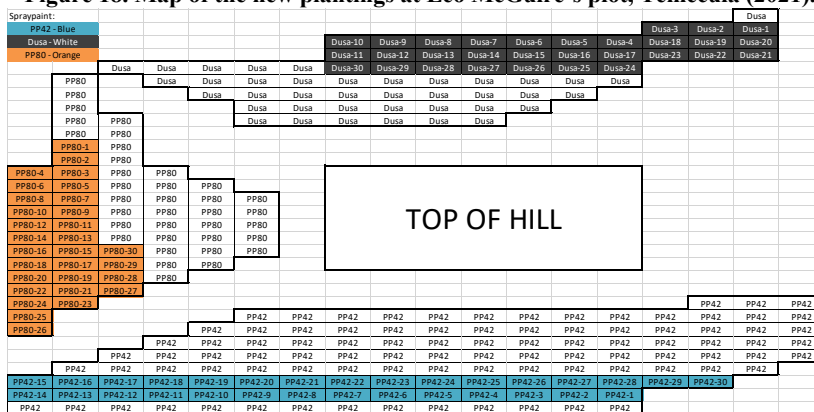 Figure 18. Map of the new plantings at Leo McGuire's plot, Temecula (2021).
Spraypaint: Dusa
PP42 - Blue Dusa-3 Dusa-2 Dusa-1
Dusa - White Dusa-10 Dusa-9 Dusa-8 Dusa-7 Dusa-6 Dusa-5 Dusa-4 Dusa-18 Dusa-19 Dusa-20
PP80 - Orange Dusa-11 Dusa-12 Dusa-13 Dusa-14 Dusa-15 Dusa-16 Dusa-17 Dusa-23 Dusa-22 Dusa-21
Dusa Dusa Dusa Dusa Dusa Dusa-30 Dusa-29 Dusa-28 Dusa-27 Dusa-26 Dusa-25 Dusa-24
PP80 Dusa Dusa Dusa Dusa Dusa Dusa Dusa Dusa Dusa Dusa Dusa
PP80 Dusa Dusa Dusa Dusa Dusa Dusa Dusa Dusa Dusa
PP80 Dusa Dusa Dusa Dusa Dusa Dusa Dusa
PP80 PP80 Dusa Dusa Dusa Dusa Dusa Dusa
PP80 PP80
PP80-1 PP80
PP80-2 PP80
PP80-4 PP80-3 PP80 PP80
PP80-6 PP80-5 PP80 PP80 PP80
PP80-8 PP80-7 PP80 PP80 PP80 PP80
PP80-10 PP80-9 PP80 PP80 PP80 PP80
PP80-12 PP80-11 PP80 PP80 PP80 PP80 TOP OF HILL
PP80-14 PP80-13 PP80 PP80 PP80 PP80
PP80-16 PP80-15 PP80-30 PP80 PP80 PP80
PP80-18 PP80-17 PP80-29 PP80 PP80
PP80-20 PP80-19 PP80-28 PP80
PP80-22 PP80-21 PP80-27
PP80-24 PP80-23 PP42 PP42 PP42
PP80-25 PP42 PP42 PP42 PP42 PP42 PP42 PP42 PP42 PP42 PP42 PP42 PP42 PP42
PP80-26 PP42 PP42 PP42 PP42 PP42 PP42 PP42 PP42 PP42 PP42 PP42 PP42 PP42 PP42
PP42 PP42 PP42 PP42 PP42 PP42 PP42 PP42 PP42 PP42 PP42 PP42 PP42 PP42 PP42
PP42 PP42 PP42 PP42 PP42 PP42 PP42 PP42 PP42 PP42 PP42 PP42 PP42 PP42 PP42 PP42
PP42 PP42 PP42 PP42 PP42 PP42 PP42 PP42 PP42 PP42 PP42 PP42 PP42 PP42 PP42 PP42
PP42-15 PP42-16 PP42-17 PP42-18 PP42-19 PP42-20 PP42-21 PP42-22 PP42-23 PP42-24 PP42-25 PP42-26 PP42-27 PP42-28 PP42-29 PP42-30
PP42-14 PP42-13 PP42-12 PP42-11 PP42-10 PP42-9 PP42-8 PP42-7 PP42-6 PP42-5 PP42-4 PP42-3 PP42-2 PP42-1
PP42 PP42 PP42 PP42 PP42 PP42 PP42 PP42 PP42 PP42 PP42 PP42 PP42 PP42